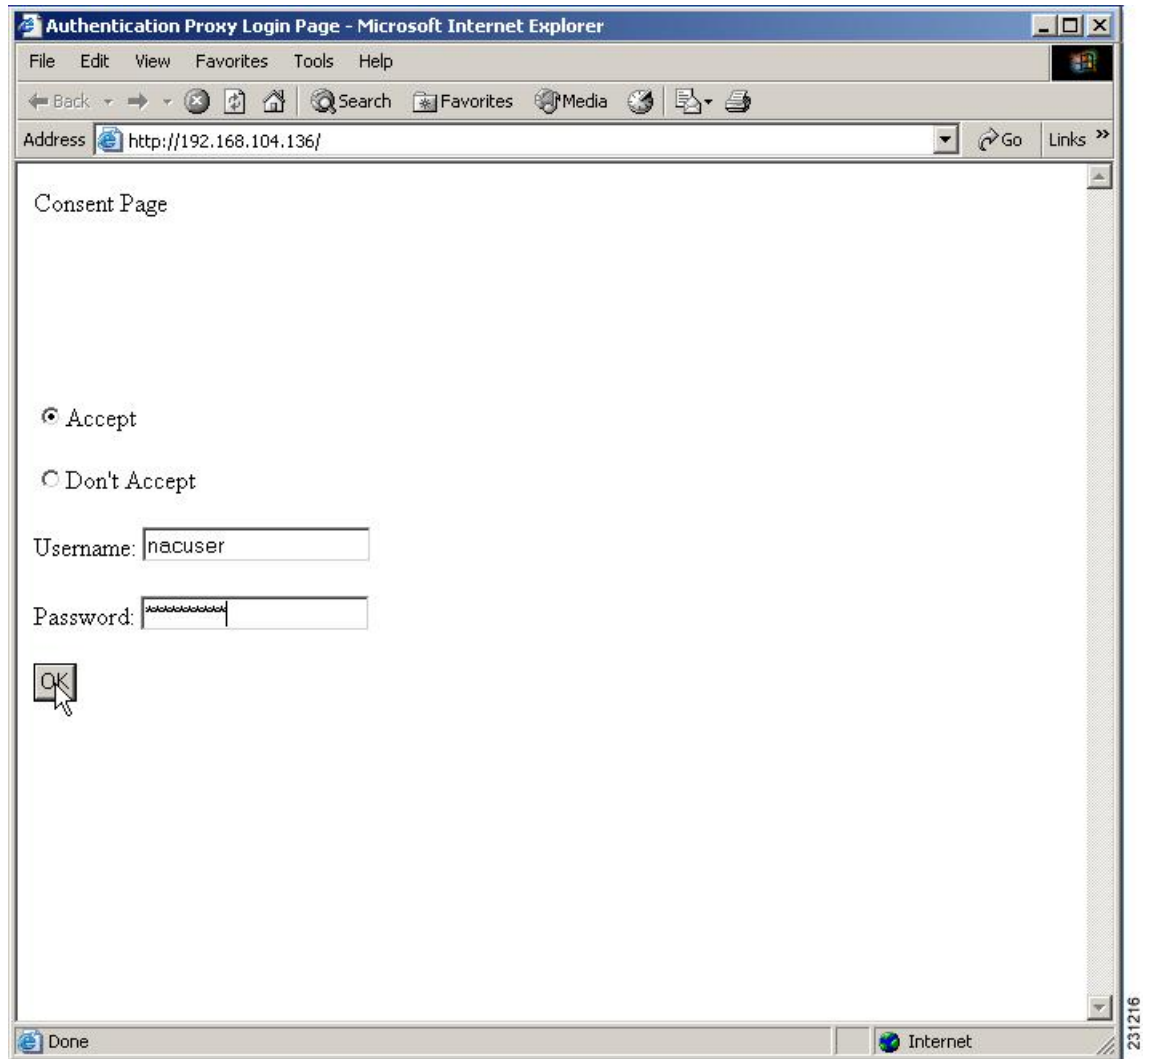 Authentication Proxy Login Page - Microsoft Internet Explorer
File Edit View Favorites Tools Help
Back Search Favorites Media
Address http://192.168.104.136/ Go Links »
Consent Page
Accept
Don't Accept
Username: nacuser
Password: ***********
OK
Done Internet
231216